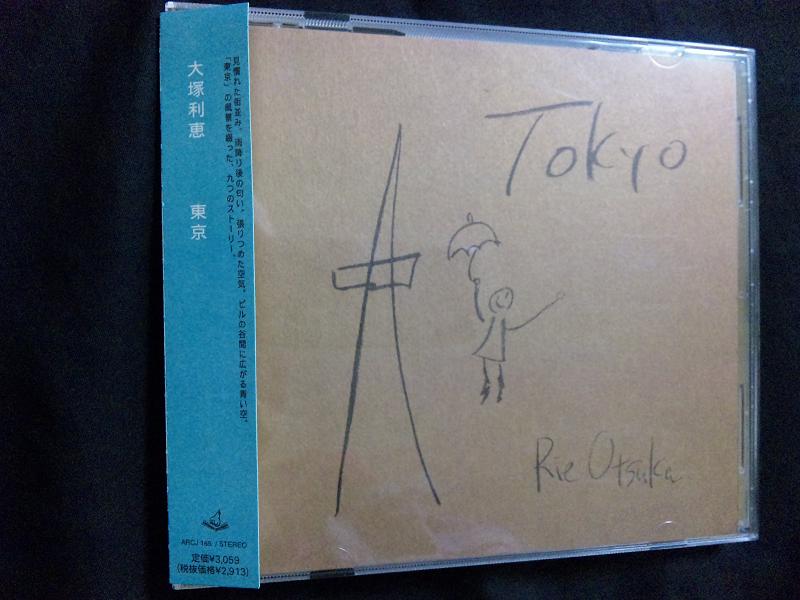 大塚利恵 東京
見慣れた街並み、雨降り後の匂い、張りつめた空気、ビルの谷間に広がる青い空。
「東京」の風景を綴った、九つのストーリー。
ARCJ 165 / STEREO
定価¥3,059
(税抜価格¥2,913)
Tokyo
Rie Otsuka